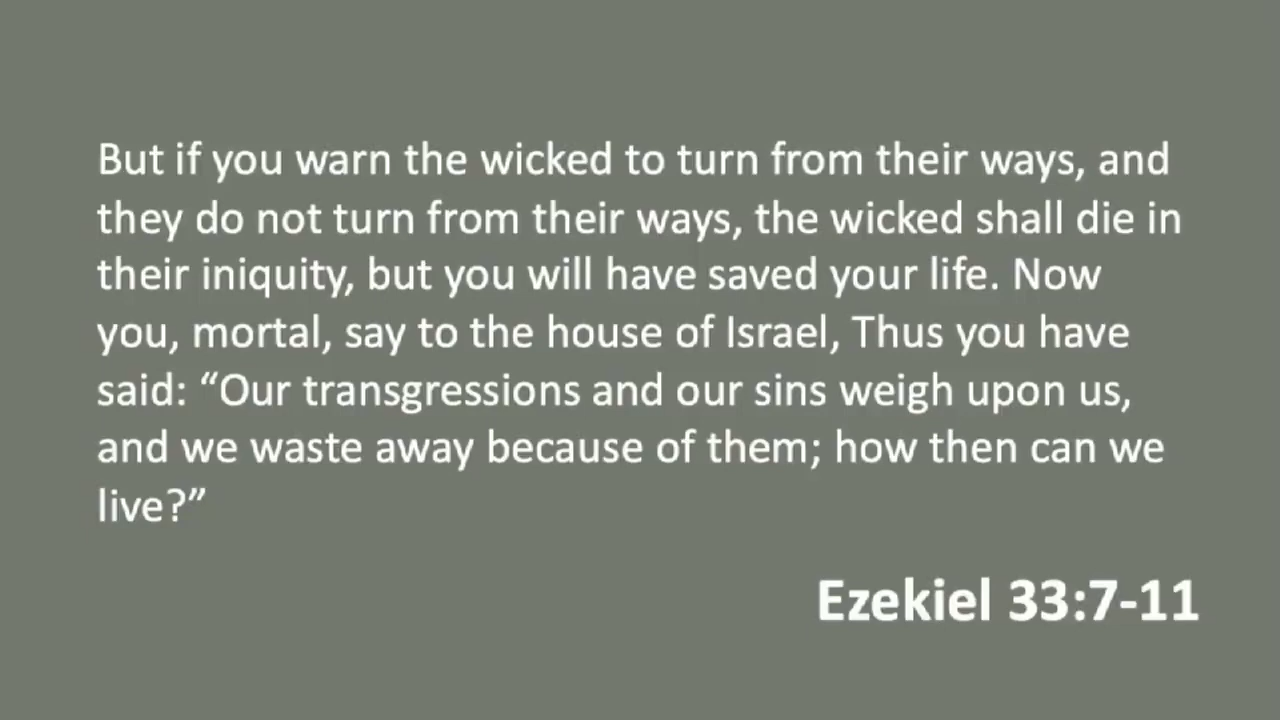 But if you warn the wicked to turn from their ways, and
they do not turn from their ways, the wicked shall die in
their iniquity, but you will have saved your life. Now
you, mortal, say to the house of Israel, Thus you have
said: “Our transgressions and our sins weigh upon us,
and we waste away because of them; how then can we
live?”
Ezekiel 33:7-11